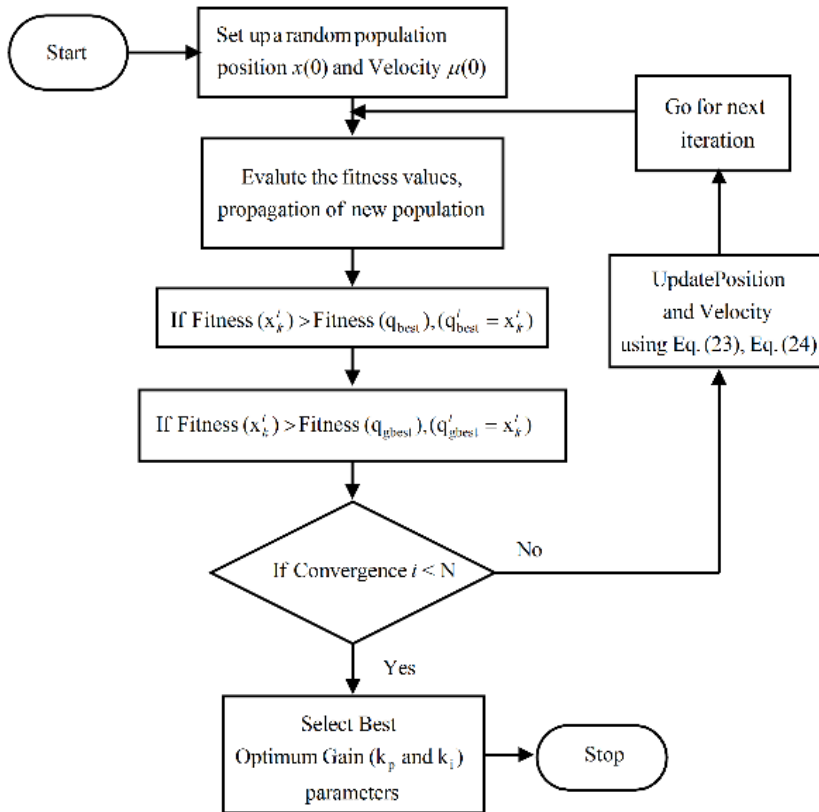 Start
Set up a random population
position x(0) and Velocity μ(0)
Go for next
iteration
Evalute the fitness values,
propagation of new population
UpdatePosition
and Velocity
using Eq. (23), Eq. (24)
If Fitness (x_k^i) > Fitness (q_best), (q_best^i = x_k^i)
If Fitness (x_k^i) > Fitness (q_gbest), (q_gbest^i = x_k^i)
No
If Convergence i < N
Yes
Select Best
Optimum Gain (k_p and k_i)
parameters
Stop